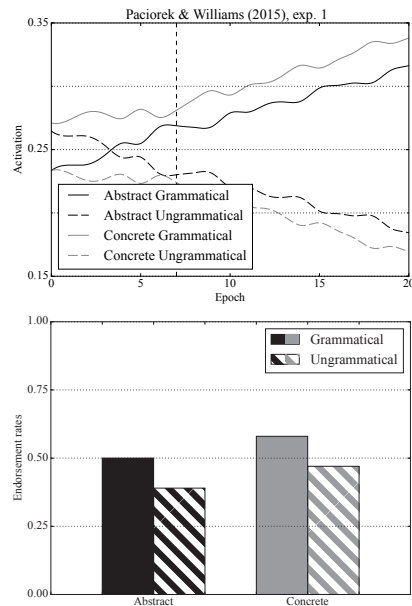 Paciorek & Williams (2015), exp. 1
0.35
0.25
0.15
Activation
Abstract Grammatical
Abstract Ungrammatical
Concrete Grammatical
Concrete Ungrammatical
0 5 10 15 20
Epoch
1.00
0.75
0.50
0.25
0.00
Endorsement rates
Grammatical
Ungrammatical
Abstract Concrete